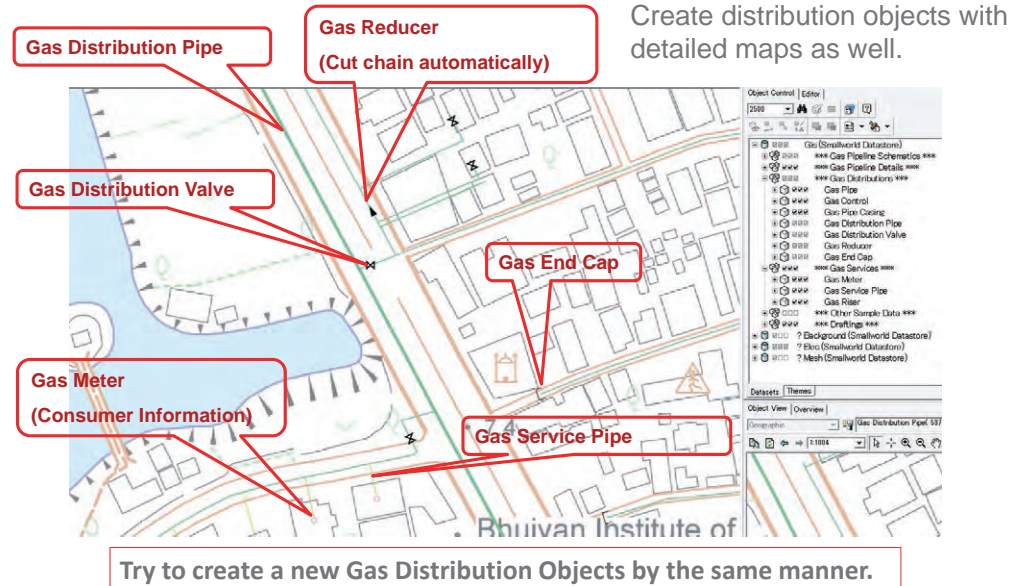 Create distribution objects with
detailed maps as well.
Gas Distribution Pipe
Gas Reducer
(Cut chain automatically)
Gas Distribution Valve
Gas End Cap
Gas Meter
(Consumer Information)
Gas Service Pipe
7.4
Bhuiyan Institute of
Object Control Editor
2500
Gis (Smallworld Datastore)
*** Gas Pipeline Schematics ***
*** Gas Pipeline Details ***
*** Gas Distributions ***
Gas Pipe
Gas Control
Gas Pipe Casing
Gas Distribution Pipe
Gas Distribution Valve
Gas Reducer
Gas End Cap
*** Gas Services ***
Gas Meter
Gas Service Pipe
Gas Riser
*** Other Sample Data ***
*** Draftings ***
? Background (Smallworld Datastore)
? Elec (Smallworld Datastore)
? Mesh (Smallworld Datastore)
Datasets Themes
Object View Overview
Geographic Gas Distribution Pipe(
1:1004
Try to create a new Gas Distribution Objects by the same manner.